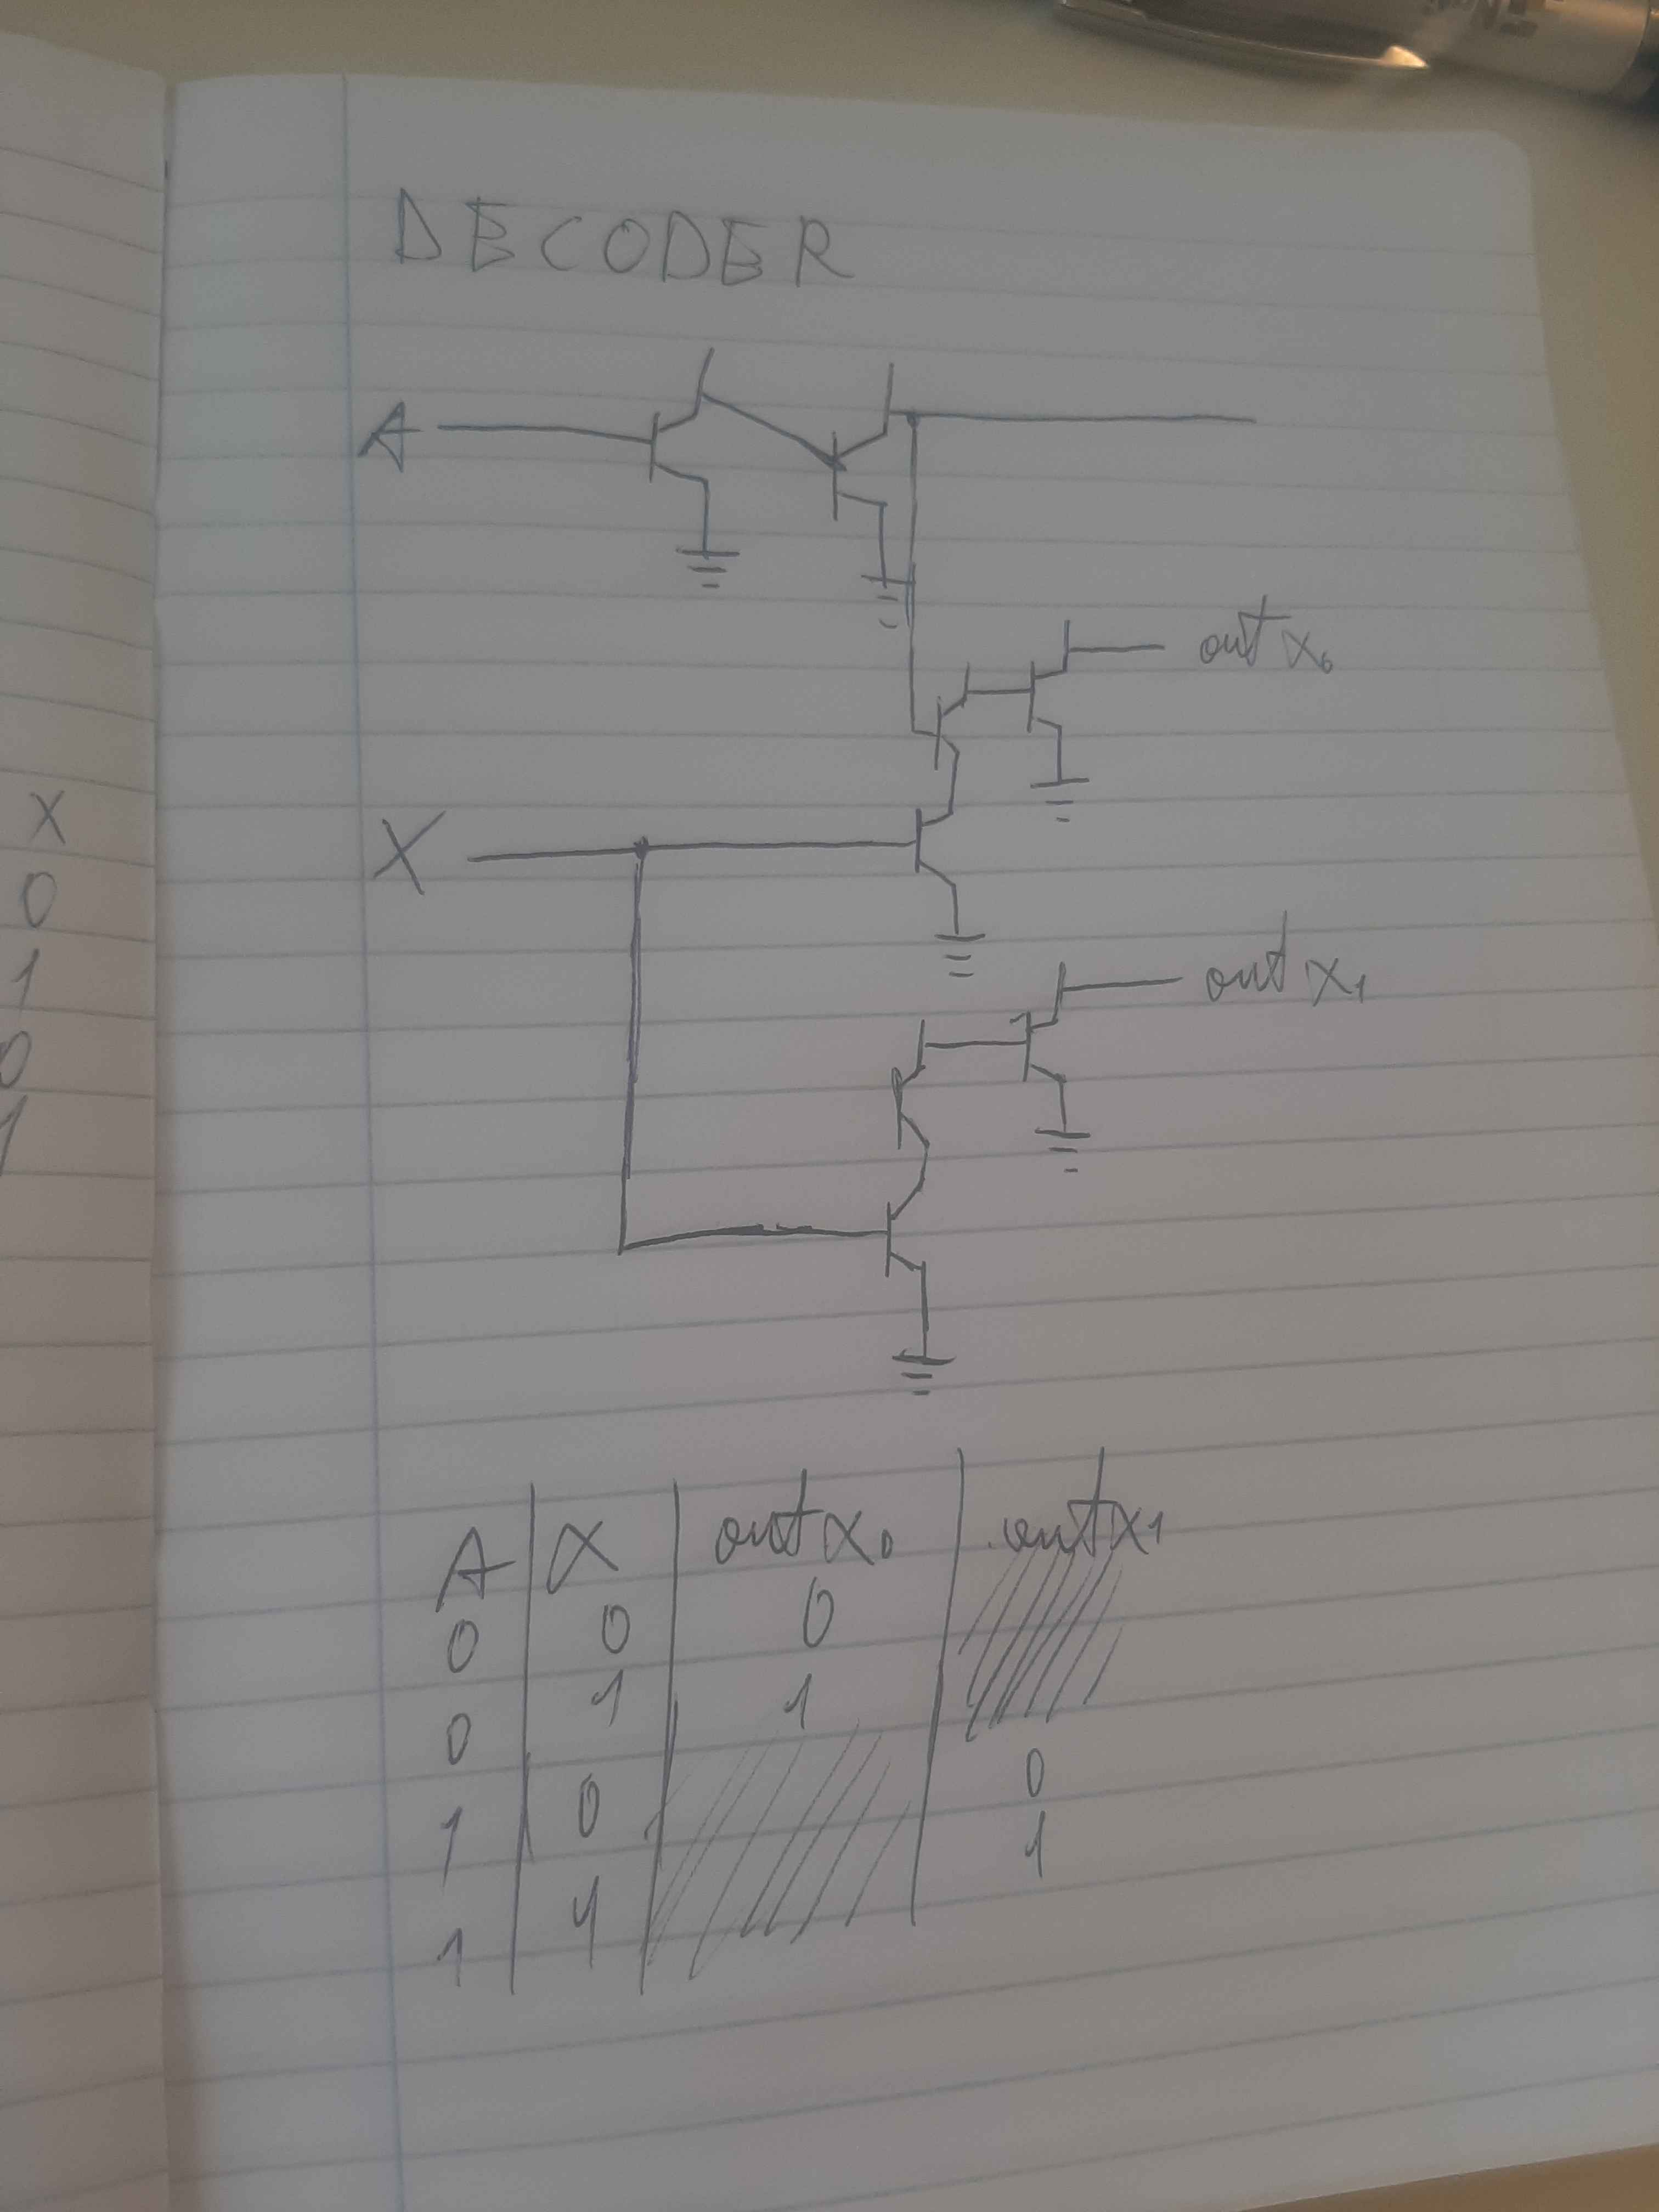 DECODER
A
out x₀
X
0
1
0
1
X
out x₁
A | X | out x₀ | out x₁
0 0 0
0 1 1
1 0 0
1 1 1